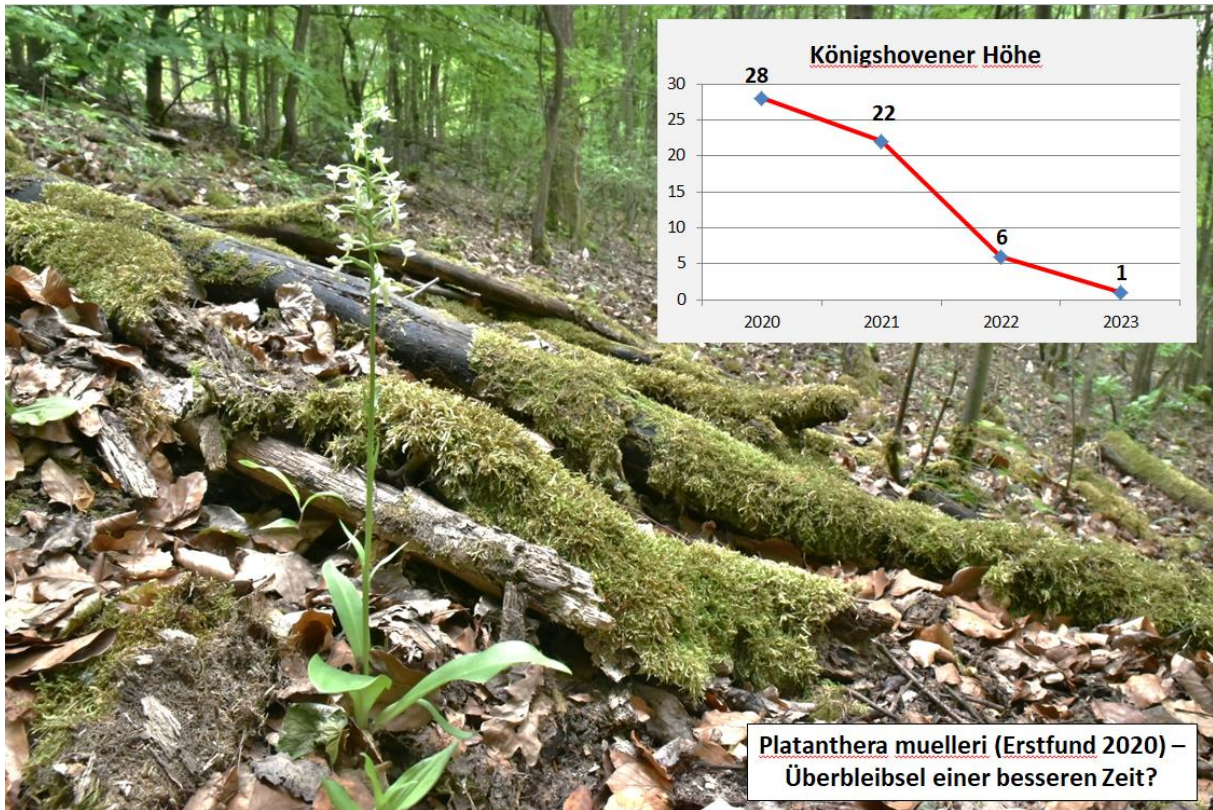 Königshovener Höhe
30
25
20
15
10
5
0
28
22
6
1
2020 2021 2022 2023
Platanthera muelleri (Erstfund 2020) –
Überbleibsel einer besseren Zeit?